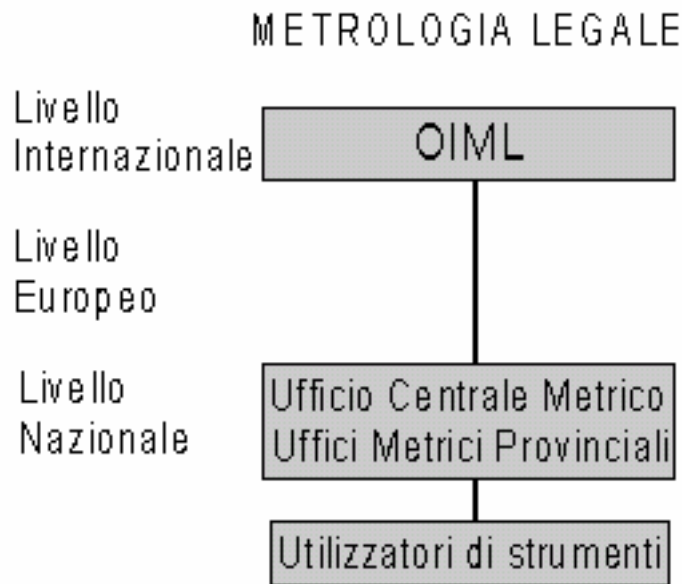 METROLOGIA LEGALE
Livello
Internazionale
OIML
Livello
Europeo
Livello
Nazionale
Ufficio Centrale Metrico
Uffici Metrici Provinciali
Utilizzatori di strumenti